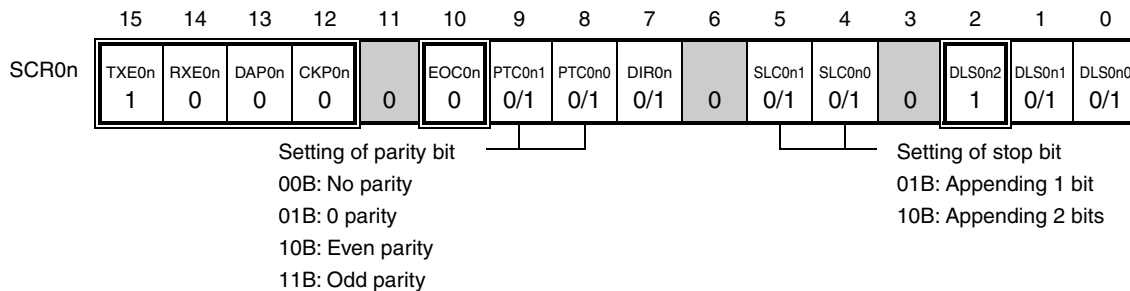 15 14 13 12 11 10 9 8 7 6 5 4 3 2 1 0
SCR0n TXE0n RXE0n DAP0n CKP0n EOC0n PTC0n1 PTC0n0 DIR0n SLC0n1 SLC0n0 DLS0n2 DLS0n1 DLS0n0
1 0 0 0 0 0 0/1 0/1 0/1 0 0/1 0/1 0 1 0/1 0/1
Setting of parity bit
00B: No parity
01B: 0 parity
10B: Even parity
11B: Odd parity
Setting of stop bit
01B: Appending 1 bit
10B: Appending 2 bits